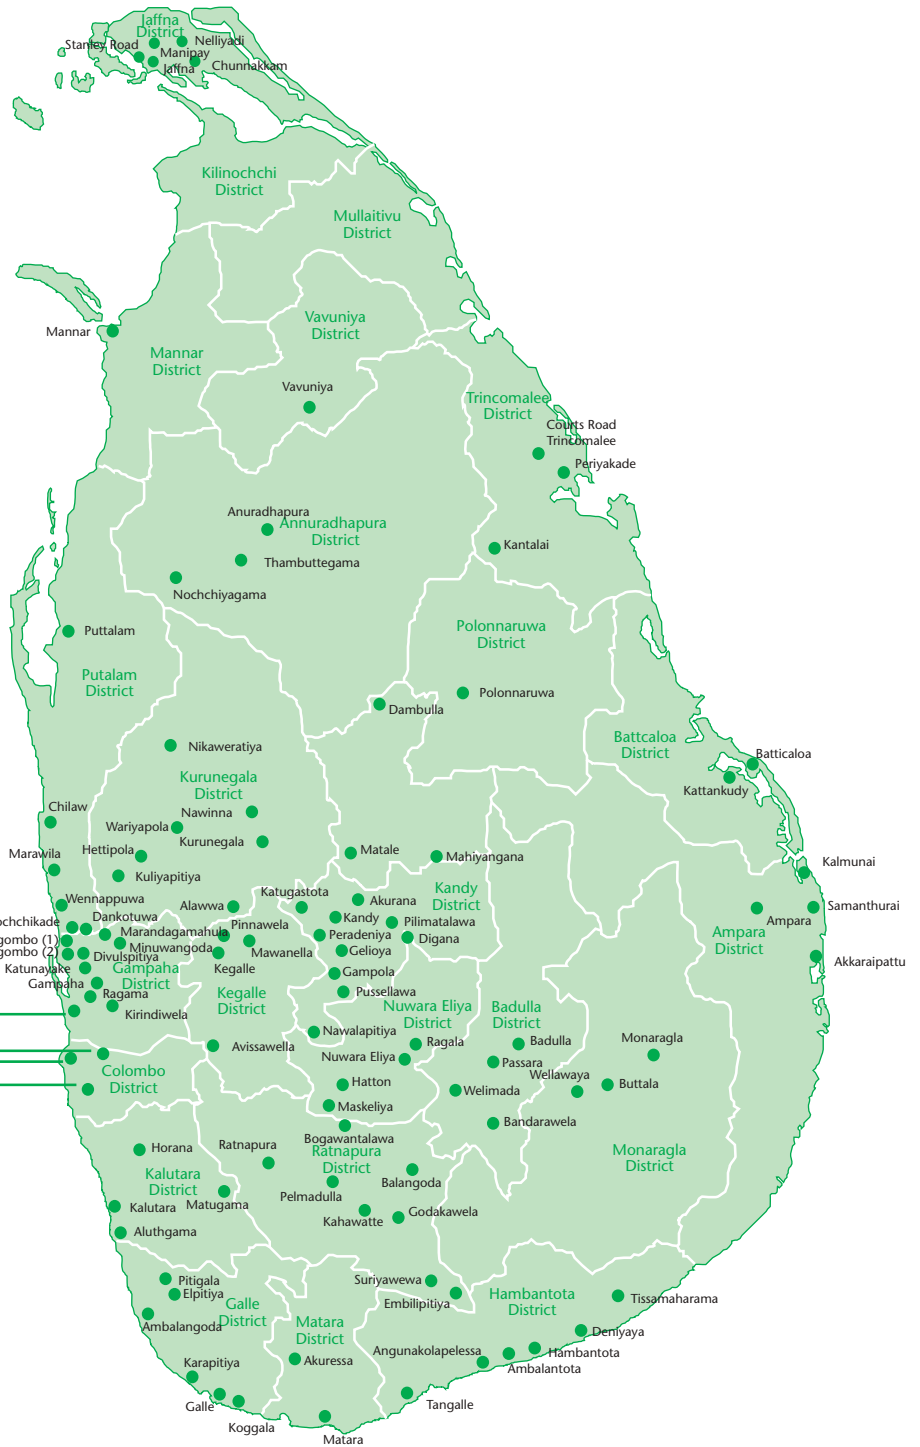 Jaffna
District
Stanley Road
Nelliyadi
Manipay
Jaffna
Chunnakkam
Kilinochchi
District
Mullaitivu
District
Mannar
Vavuniya
District
Mannar
District
Vavuniya
Trincomalee
District
Courts Road
Trincomalee
Periyakade
Anuradhapura
Annuradhapura
District
Kantalai
Thambuttegama
Nochchiyagama
Puttalam
Polonnaruwa
District
Putalam
District
Polonnaruwa
Dambulla
Battcaloa
District
Nikaweratiya
Batticaloa
Kattankudy
Kurunegala
District
Chilaw
Nawinna
Wariyapola
Kurunegala
Hettipola
Marawila
Matale
Mahiyangana
Kalmunai
Kuliyapitiya
Kandy
District
Katugastota
Akurana
Wennappuwa
Alawwa
Samanthurai
Dankotuwa
Kandy
Pilimatalawa
Ampara
ochchikade
Pinnawela
Marandagamahula
Peradeniya
Digana
Ampara
District
gombo (1)
Minuwangoda
Mawanella
Gelioya
gombo (2)
Divulspitiya
Akkaraipattu
Katunayake
Gampaha
District
Kegalle
Gampola
Gampaha
Ragama
Kegalle
District
Pussellawa
Kirindiwela
Nuwara Eliya
District
Badulla
District
Nawalapitiya
Ragala
Badulla
Monaragla
Avissawella
Nuwara Eliya
Passara
Colombo
District
Wellawaya
Hatton
Welimada
Buttala
Maskeliya
Bandarawela
Bogawantalawa
Horana
Ratnapura
Ratnapura
District
Monaragla
District
Kalutara
District
Balangoda
Pelmadulla
Matugama
Kalutara
Kahawatte
Godakawela
Aluthgama
Pitigala
Suriyawewa
Elpitiya
Embilipitiya
Hambantota
District
Tissamaharama
Galle
District
Ambalangoda
Matara
District
Deniyaya
Angunakolapelessa
Hambantota
Karapitiya
Akuressa
Ambalantota
Galle
Tangalle
Koggala
Matara